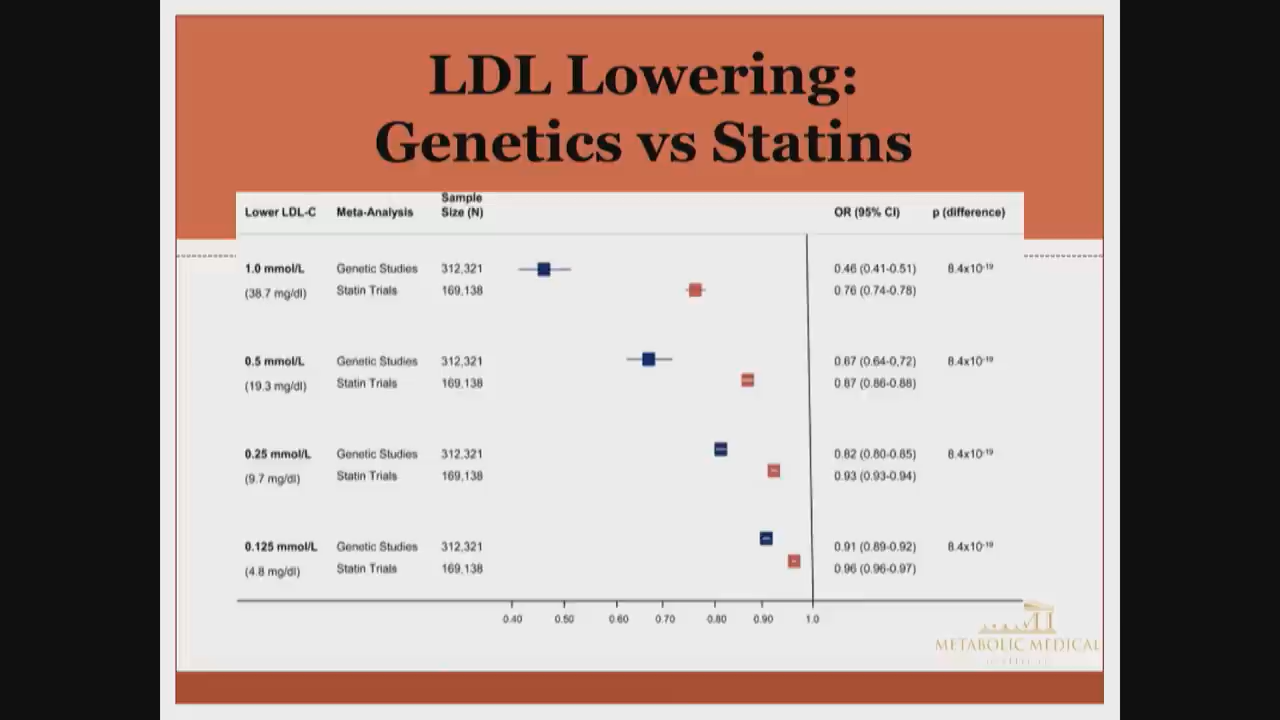 LDL Lowering:
Genetics vs Statins
Lower LDL-C Meta-Analysis Sample Size (N) OR (95% CI) p (difference)
1.0 mmol/L Genetic Studies 312,321 0.46 (0.41-0.51) 8.4x10⁻¹⁹
(38.7 mg/dl) Statin Trials 169,138 0.76 (0.74-0.78)
0.5 mmol/L Genetic Studies 312,321 0.67 (0.64-0,72) 8.4x10⁻¹⁹
(19.3 mg/dl) Statin Trials 169,138 0.87 (0.86-0.88)
0.25 mmol/L Genetic Studies 312,321 0.82 (0.80-0.85) 8.4x10⁻¹⁹
(9.7 mg/dl) Statin Trials 169,138 0.93 (0.93-0.94)
0.125 mmol/L Genetic Studies 312,321 0.91 (0.89-0.92) 8.4x10⁻¹⁹
(4.8 mg/dl) Statin Trials 169,138 0.96 (0.96-0.97)
0.40 0.50 0.60 0.70 0.80 0.90 1.0
METABOLIC MEDICAL